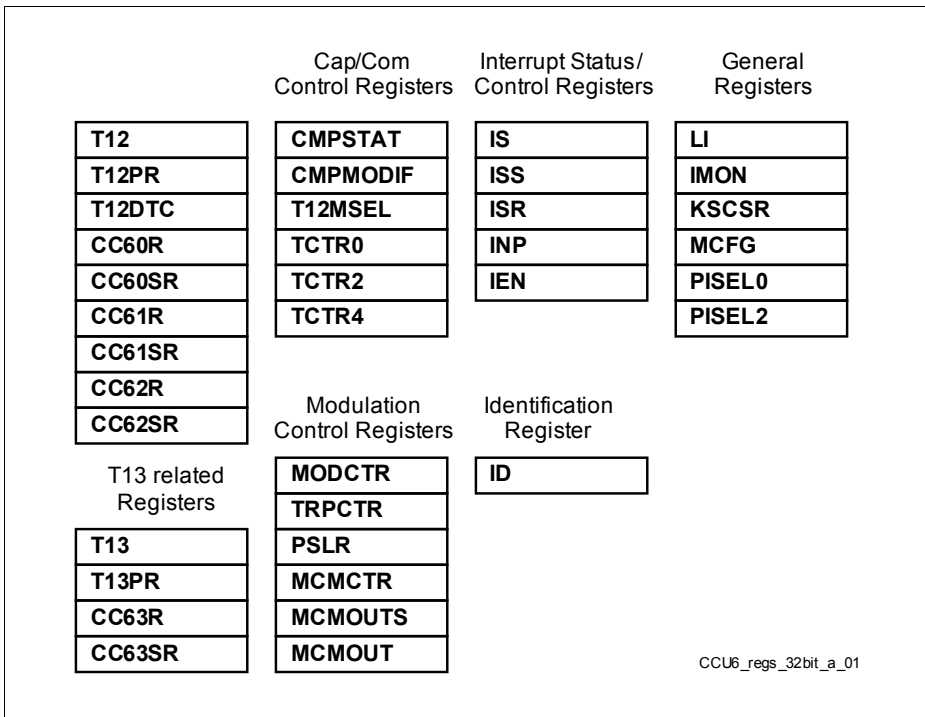 T12
T12PR
T12DTC
CC60R
CC60SR
CC61R
CC61SR
CC62R
CC62SR
T13 related
Registers
T13
T13PR
CC63R
CC63SR
Cap/Com
Control Registers
CMPSTAT
CMPMODIF
T12MSEL
TCTR0
TCTR2
TCTR4
Modulation
Control Registers
MODCTR
TRPCTR
PSLR
MCMCTR
MCMOUTS
MCMOUT
Interrupt Status/
Control Registers
IS
ISS
ISR
INP
IEN
Identification
Register
ID
General
Registers
LI
IMON
KSCSR
MCFG
PISEL0
PISEL2
CCU6_regs_32bit_a_01